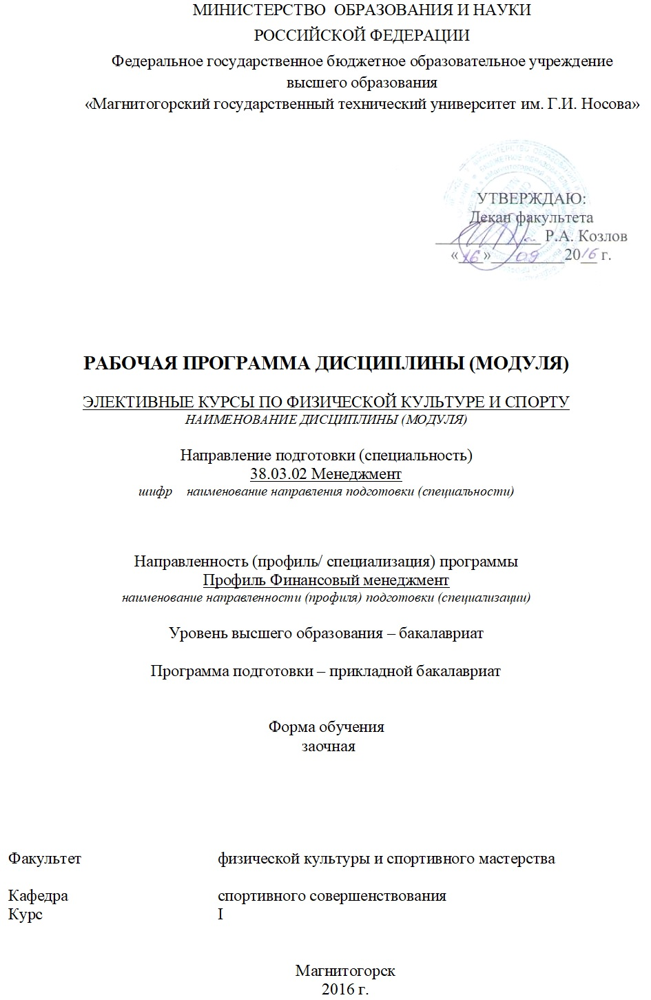 МИНИСТЕРСТВО ОБРАЗОВАНИЯ И НАУКИ
РОССИЙСКОЙ ФЕДЕРАЦИИ
Федеральное государственное бюджетное образовательное учреждение
высшего образования
«Магнитогорский государственный технический университет им. Г.И. Носова»
УТВЕРЖДАЮ:
Декан факультета
Р.А. Козлов
«16» 09 2016 г.
РАБОЧАЯ ПРОГРАММА ДИСЦИПЛИНЫ (МОДУЛЯ)
ЭЛЕКТИВНЫЕ КУРСЫ ПО ФИЗИЧЕСКОЙ КУЛЬТУРЕ И СПОРТУ
НАИМЕНОВАНИЕ ДИСЦИПЛИНЫ (МОДУЛЯ)
Направление подготовки (специальность)
38.03.02 Менеджмент
шифр наименование направления подготовки (специальности)
Направленность (профиль/ специализация) программы
Профиль Финансовый менеджмент
наименование направленности (профиля) подготовки (специализации)
Уровень высшего образования – бакалавриат
Программа подготовки – прикладной бакалавриат
Форма обучения
заочная
Факультет физической культуры и спортивного мастерства
Кафедра спортивного совершенствования
Курс I
Магнитогорск
2016 г.